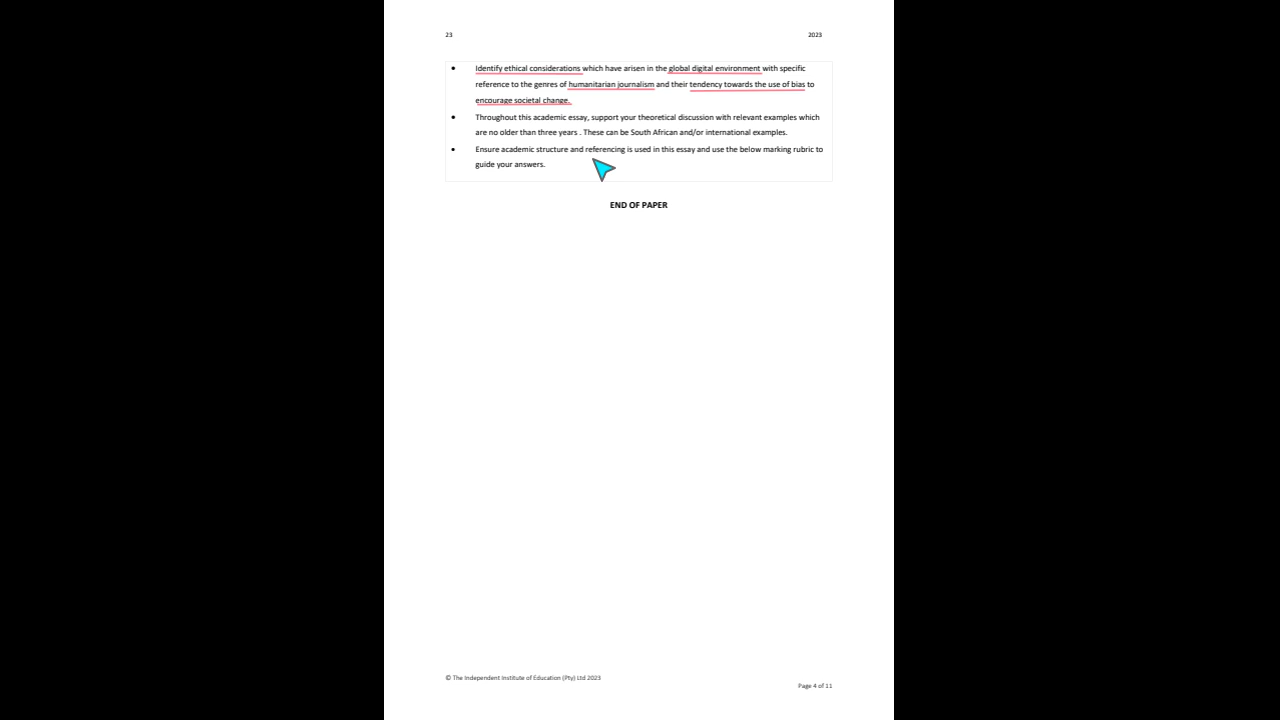 23 2023
• Identify ethical considerations which have arisen in the global digital environment with specific
reference to the genres of humanitarian journalism and their tendency towards the use of bias to
encourage societal change.
• Throughout this academic essay, support your theoretical discussion with relevant examples which
are no older than three years . These can be South African and/or international examples.
• Ensure academic structure and referencing is used in this essay and use the below marking rubric to
guide your answers.
END OF PAPER
© The Independent Institute of Education (Pty) Ltd 2023
Page 4 of 11